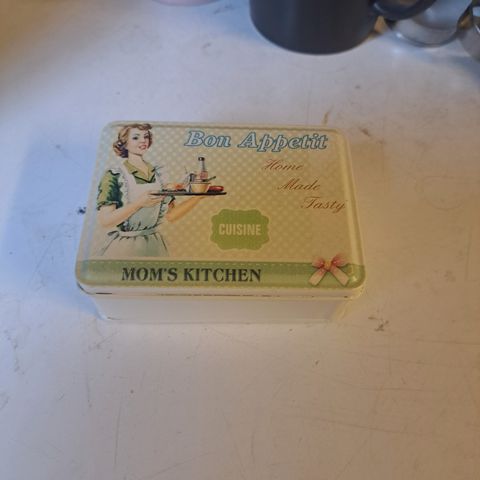 Bon Appetit
Home
Made
Tasty
CUISINE
MOM'S KITCHEN